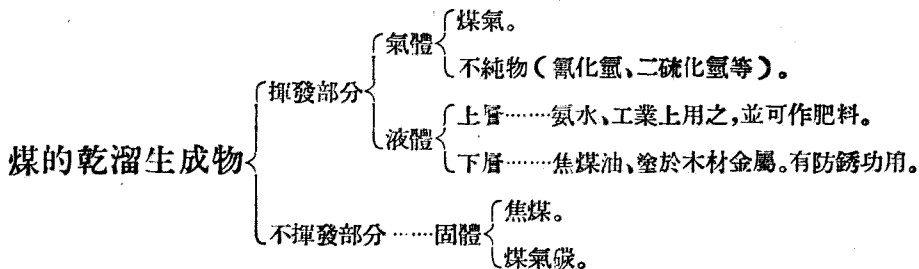 煤氣。
氣體
不純物（氰化氫、二硫化氫等）。
揮發部分
上層……氨水、工業上用之，並可作肥料。
液體
煤的乾溜生成物
下層……焦煤油、塗於木材金屬。有防銹功用。
焦煤。
不揮發部分……固體
煤氣碳。